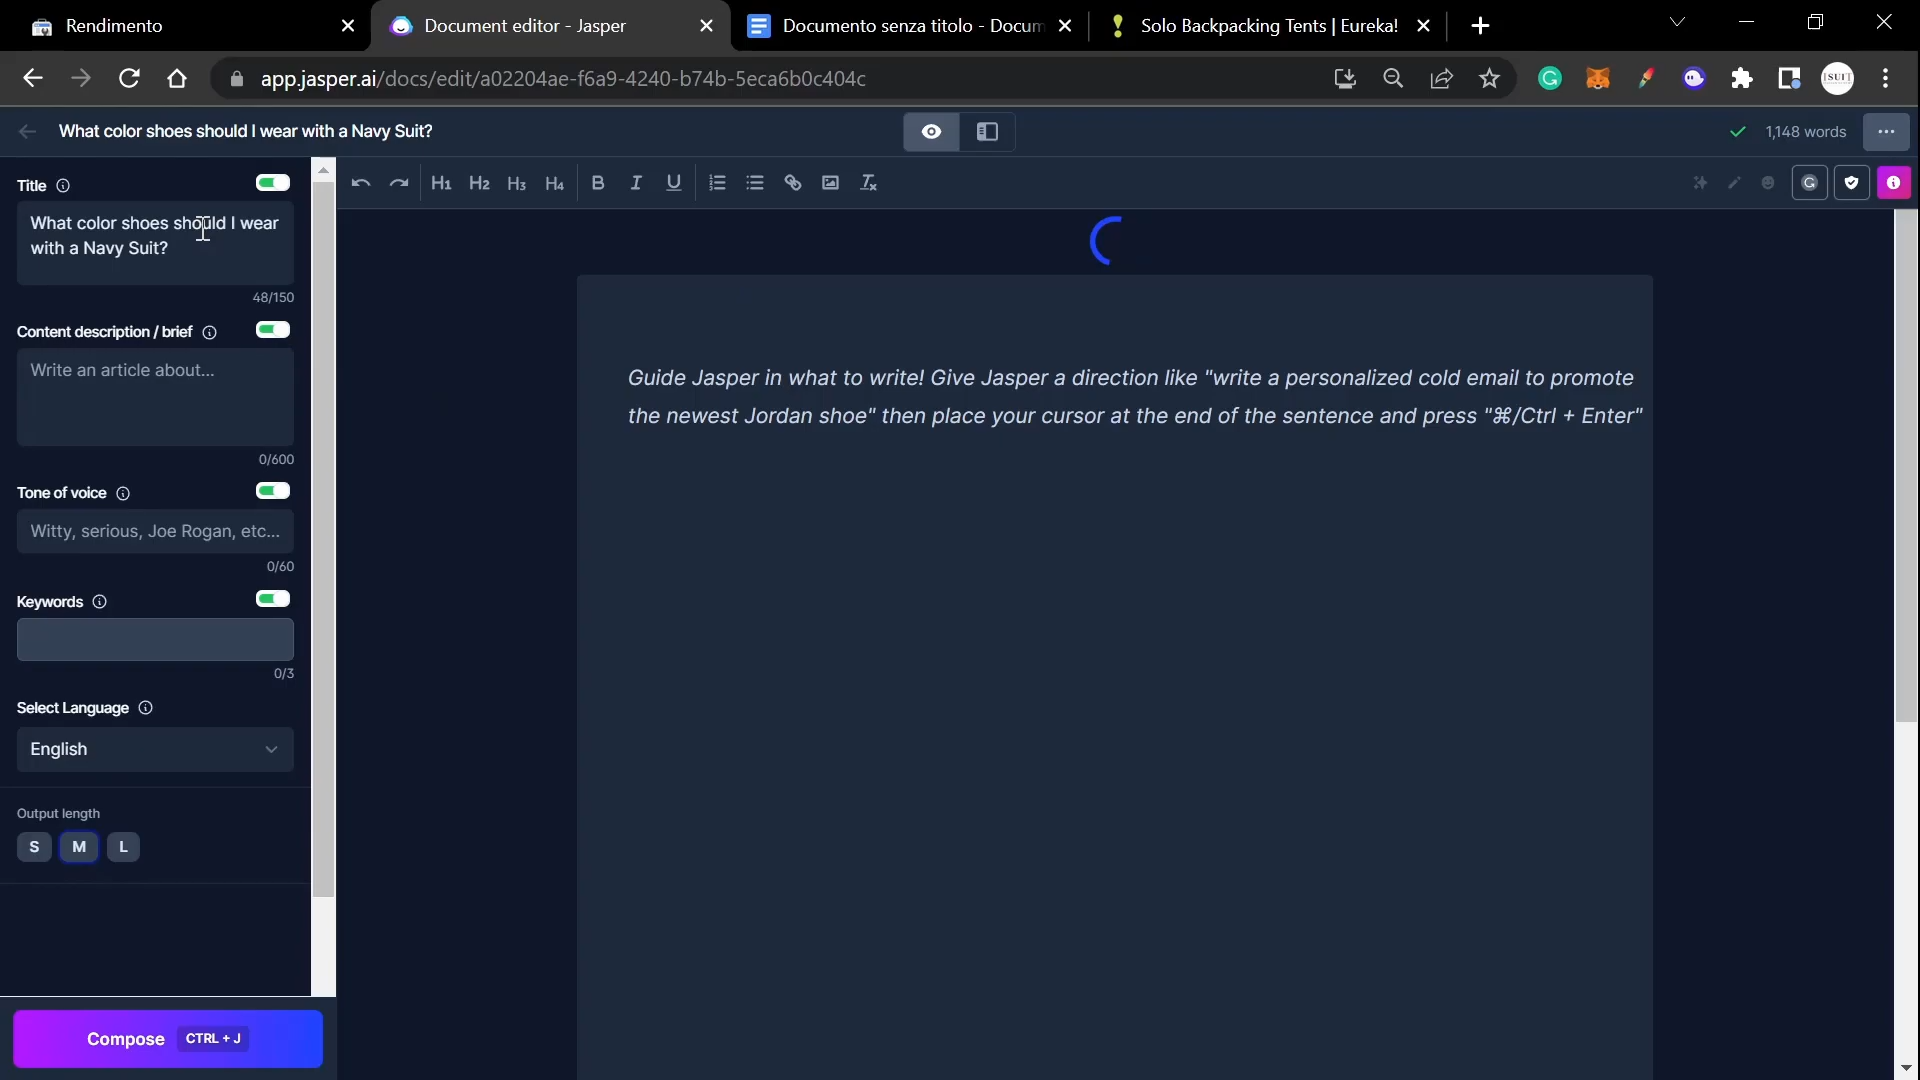 Rendimento
Document editor - Jasper
Documento senza titolo - Docum
Solo Backpacking Tents | Eureka!
app.jasper.ai/docs/edit/a02204ae-f6a9-4240-b74b-5eca6b0c404c
What color shoes should I wear with a Navy Suit?
1,148 words
Title
What color shoes should I wear
with a Navy Suit?
48/150
Content description / brief
Write an article about...
0/600
Tone of voice
Witty, serious, Joe Rogan, etc...
0/60
Keywords
0/3
Select Language
English
Output length
S M L
Compose CTRL + J
H1 H2 H3 H4 B I U
Guide Jasper in what to write! Give Jasper a direction like "write a personalized cold email to promote
the newest Jordan shoe" then place your cursor at the end of the sentence and press "⌘/Ctrl + Enter"